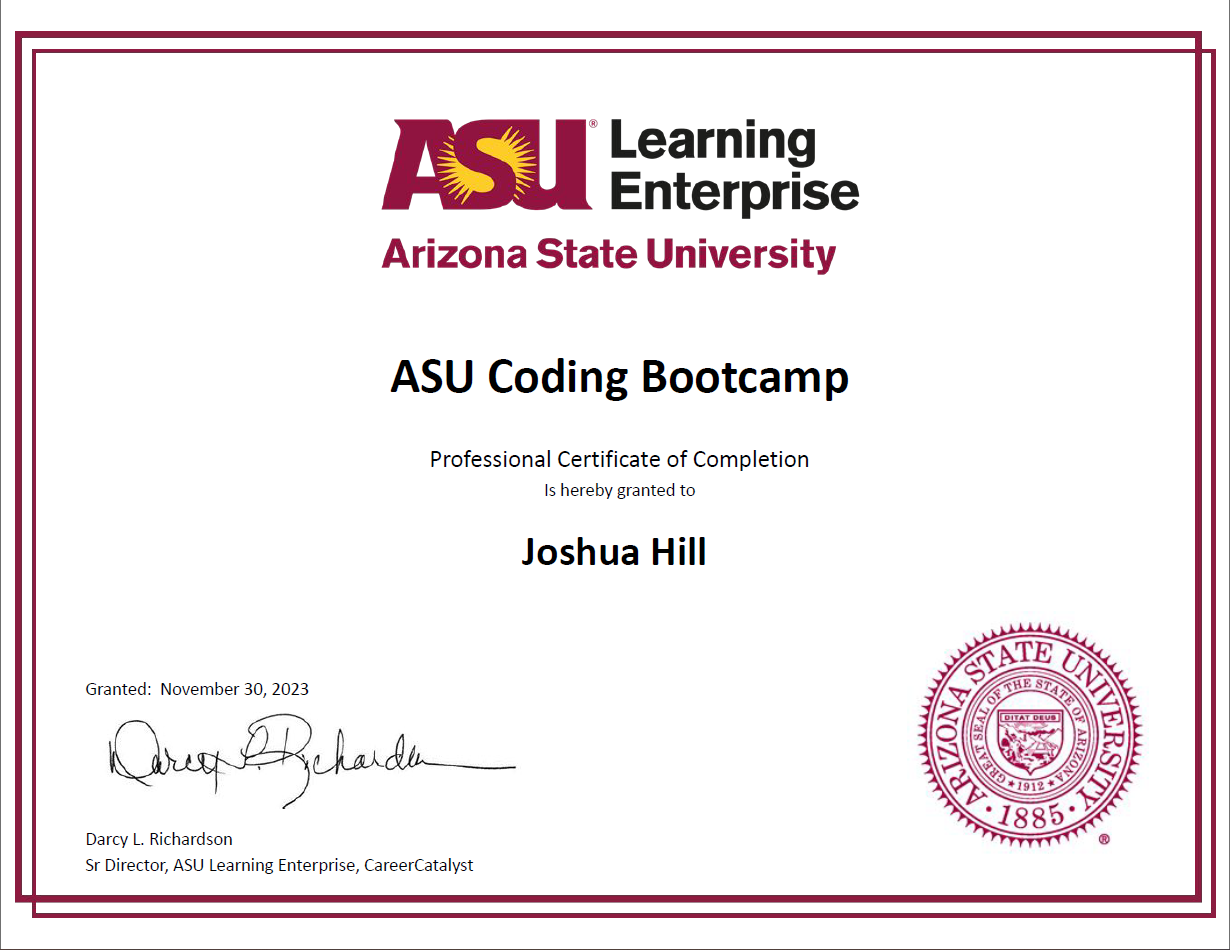 ASU® Learning
Enterprise
Arizona State University
ASU Coding Bootcamp
Professional Certificate of Completion
Is hereby granted to
Joshua Hill
Granted: November 30, 2023
Darcy L. Richardson
Darcy L. Richardson
Sr Director, ASU Learning Enterprise, CareerCatalyst
ARIZONA STATE UNIVERSITY
GREAT SEAL OF THE STATE OF ARIZONA
DITAT DEUS
★ 1912 ★
· 1885 ·
®